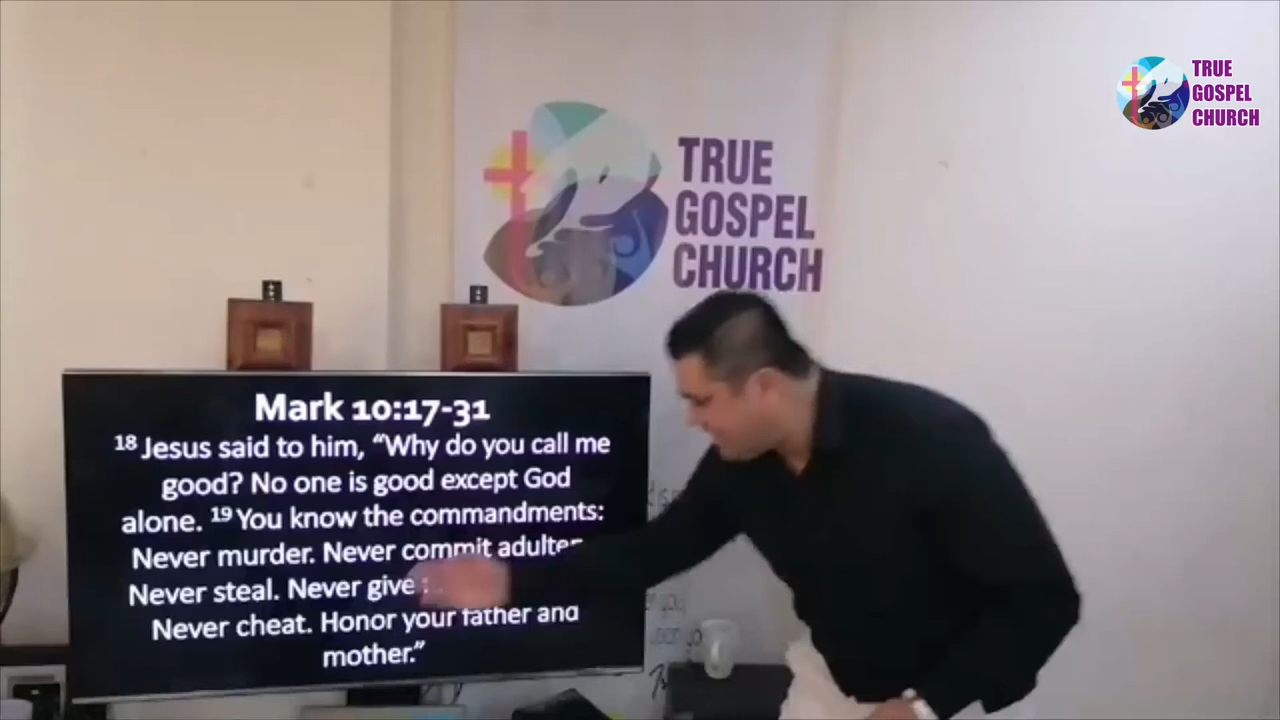 TRUE
GOSPEL
CHURCH
TRUE
GOSPEL
CHURCH
Mark 10:17-31
18 Jesus said to him, “Why do you call me
good? No one is good except God
alone. 19 You know the commandments:
Never murder. Never commit
Never steal. Never give
Never cheat. Honor your father and
mother.”